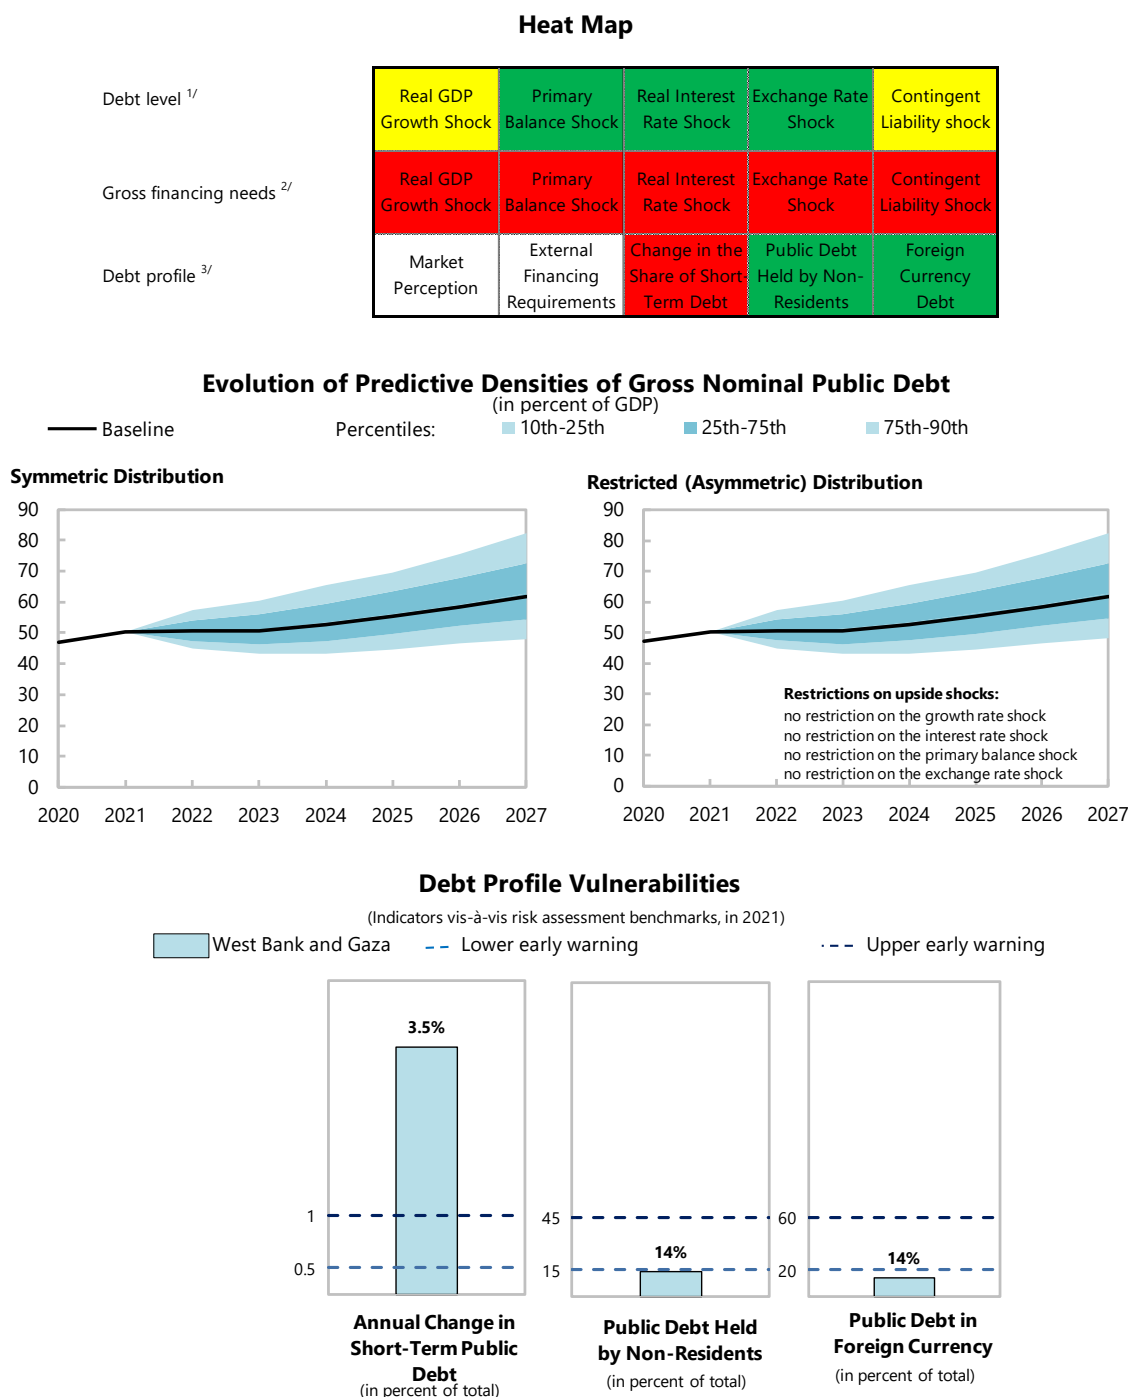 Heat Map
Debt level 1/
Real GDP Growth Shock
Primary Balance Shock
Real Interest Rate Shock
Exchange Rate Shock
Contingent Liability shock
Gross financing needs 2/
Real GDP Growth Shock
Primary Balance Shock
Real Interest Rate Shock
Exchange Rate Shock
Contingent Liability Shock
Debt profile 3/
Market Perception
External Financing Requirements
Change in the Share of Short-Term Debt
Public Debt Held by Non-Residents
Foreign Currency Debt
Evolution of Predictive Densities of Gross Nominal Public Debt
(in percent of GDP)
Baseline
Percentiles:
10th-25th
25th-75th
75th-90th
Symmetric Distribution
90
80
70
60
50
40
30
20
10
0
2020 2021 2022 2023 2024 2025 2026 2027
Restricted (Asymmetric) Distribution
90
80
70
60
50
40
30
20
10
0
Restrictions on upside shocks:
no restriction on the growth rate shock
no restriction on the interest rate shock
no restriction on the primary balance shock
no restriction on the exchange rate shock
2020 2021 2022 2023 2024 2025 2026 2027
Debt Profile Vulnerabilities
(Indicators vis-à-vis risk assessment benchmarks, in 2021)
West Bank and Gaza
Lower early warning
Upper early warning
3.5%
1
0.5
Annual Change in
Short-Term Public
Debt
(in percent of total)
45
14%
15
Public Debt Held
by Non-Residents
(in percent of total)
60
14%
20
Public Debt in
Foreign Currency
(in percent of total)